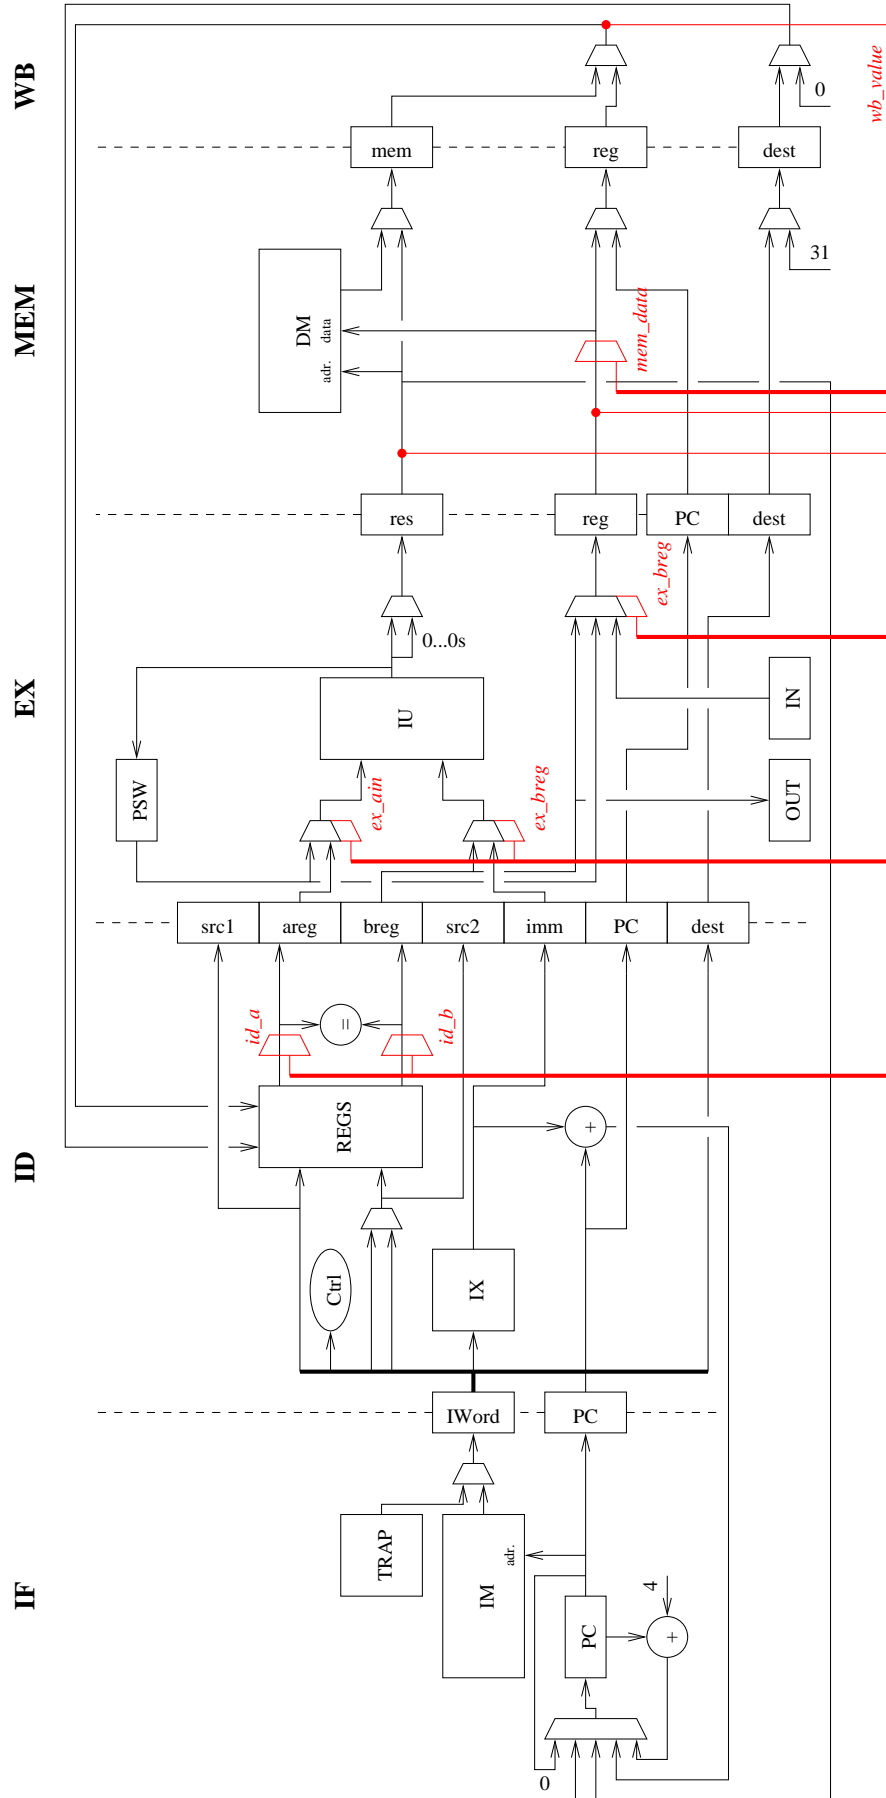 WB
0
wb_value
mem
reg
dest
MEM
DM
adr. data
31
mem_data
res
reg
PC
dest
ex_breg
EX
0...0s
IU
IN
PSW
ex_ain
ex_breg
OUT
src1
areg
breg
src2
imm
PC
dest
id_a
=
id_b
ID
REGS
+
Ctrl
IX
IWord
PC
IF
TRAP
IM
adr.
4
PC
+
0